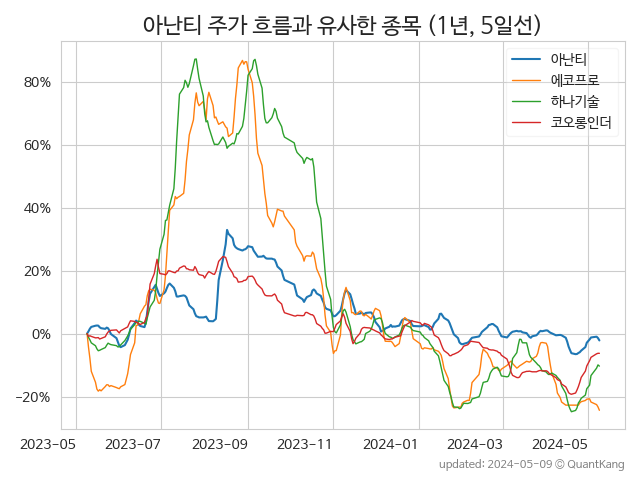 아난티 주가 흐름과 유사한 종목 (1년, 5일선)
아난티
에코프로
하나기술
코오롱인더
80%
60%
40%
20%
0%
−20%
2023-05 2023-07 2023-09 2023-11 2024-01 2024-03 2024-05
updated: 2024-05-09 © QuantKang